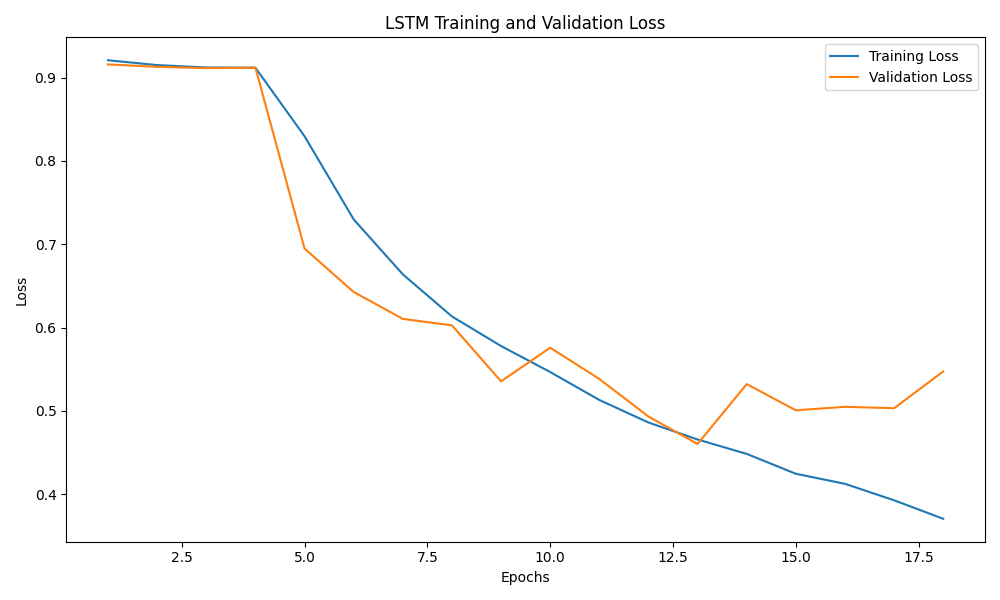 LSTM Training and Validation Loss
Training Loss
Validation Loss
0.9
0.8
0.7
0.6
0.5
0.4
Loss
2.5 5.0 7.5 10.0 12.5 15.0 17.5
Epochs